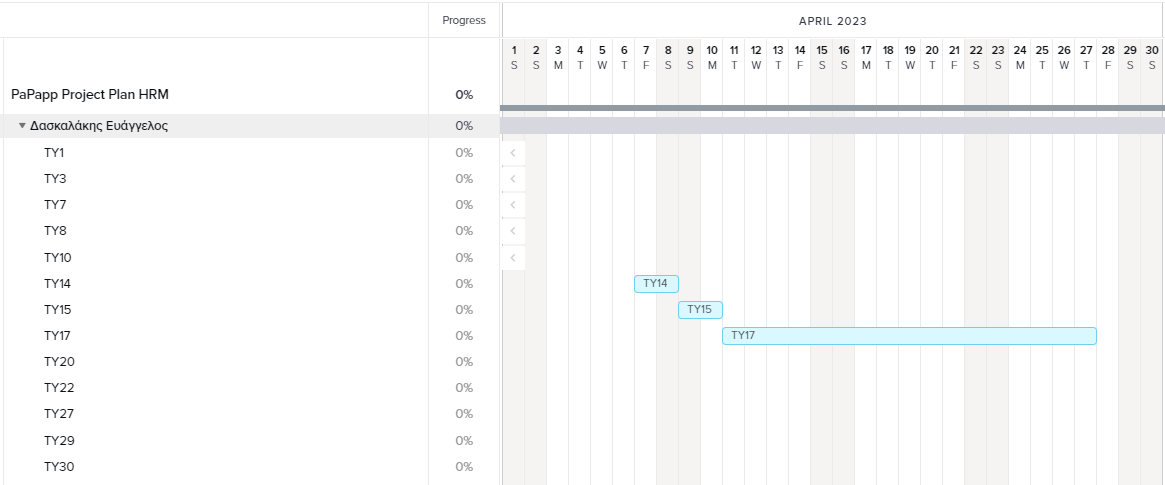 Progress
APRIL 2023
1 2 3 4 5 6 7 8 9 10 11 12 13 14 15 16 17 18 19 20 21 22 23 24 25 26 27 28 29 30
S S M T W T F S S M T W T F S S M T W T F S S M T W T F S S
PaPapp Project Plan HRM 0%
Δασκαλάκης Ευάγγελος 0%
TY1 0%
TY3 0%
TY7 0%
TY8 0%
TY10 0%
TY14 0% TY14
TY15 0% TY15
TY17 0% TY17
TY20 0%
TY22 0%
TY27 0%
TY29 0%
TY30 0%